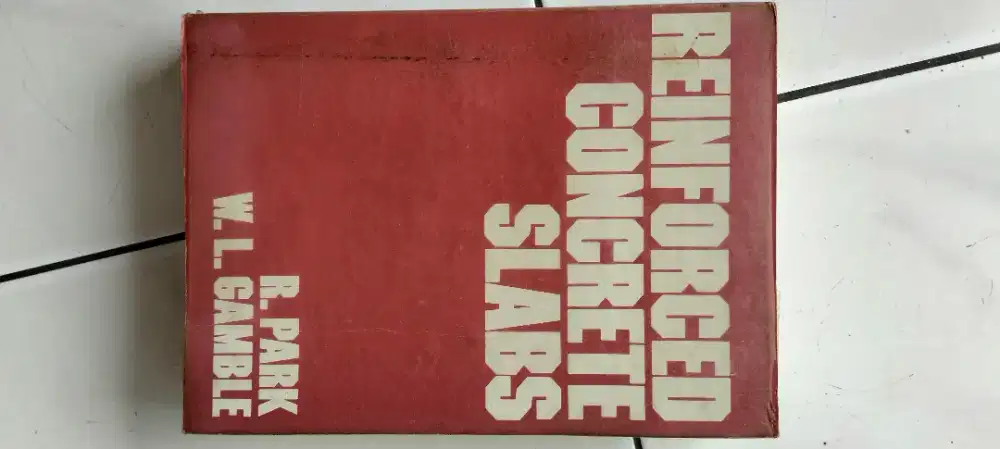 REINFORCED
CONCRETE
SLABS
R. PARK
W. L. GAMBLE